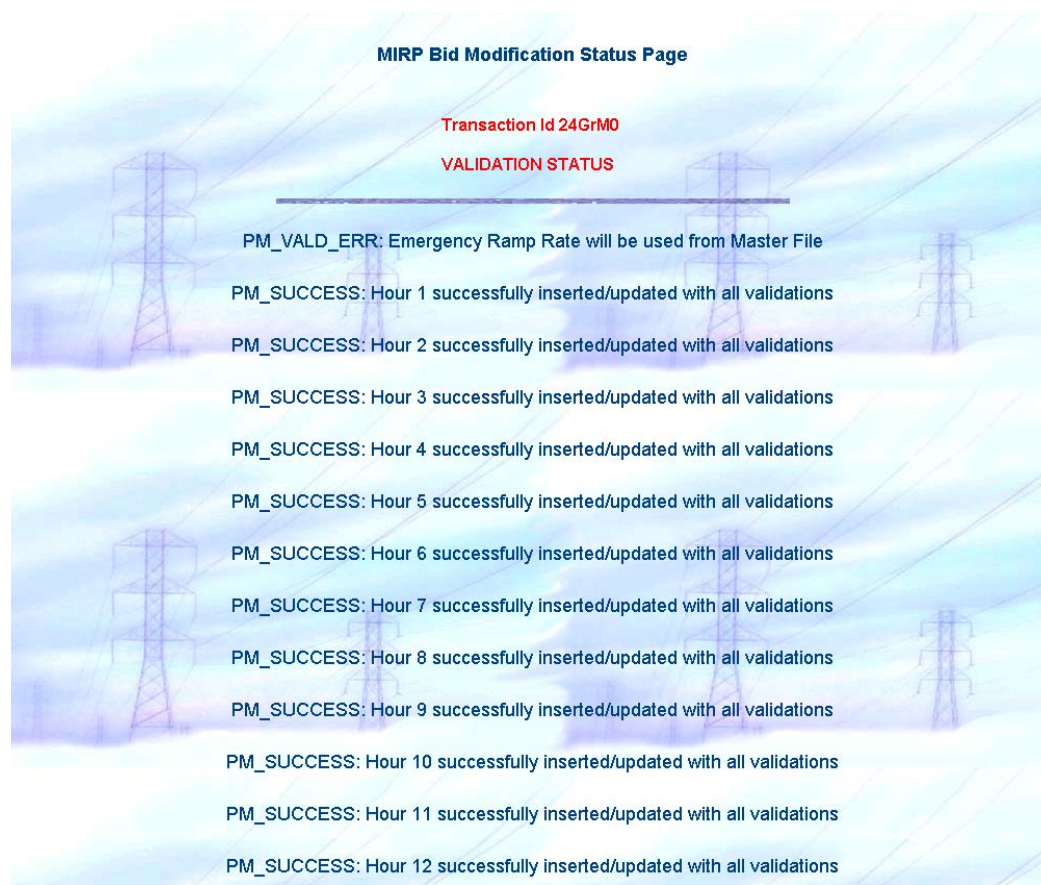 MIRP Bid Modification Status Page
Transaction Id 24GrM0
VALIDATION STATUS
PM_VALD_ERR: Emergency Ramp Rate will be used from Master File
PM_SUCCESS: Hour 1 successfully inserted/updated with all validations
PM_SUCCESS: Hour 2 successfully inserted/updated with all validations
PM_SUCCESS: Hour 3 successfully inserted/updated with all validations
PM_SUCCESS: Hour 4 successfully inserted/updated with all validations
PM_SUCCESS: Hour 5 successfully inserted/updated with all validations
PM_SUCCESS: Hour 6 successfully inserted/updated with all validations
PM_SUCCESS: Hour 7 successfully inserted/updated with all validations
PM_SUCCESS: Hour 8 successfully inserted/updated with all validations
PM_SUCCESS: Hour 9 successfully inserted/updated with all validations
PM_SUCCESS: Hour 10 successfully inserted/updated with all validations
PM_SUCCESS: Hour 11 successfully inserted/updated with all validations
PM_SUCCESS: Hour 12 successfully inserted/updated with all validations